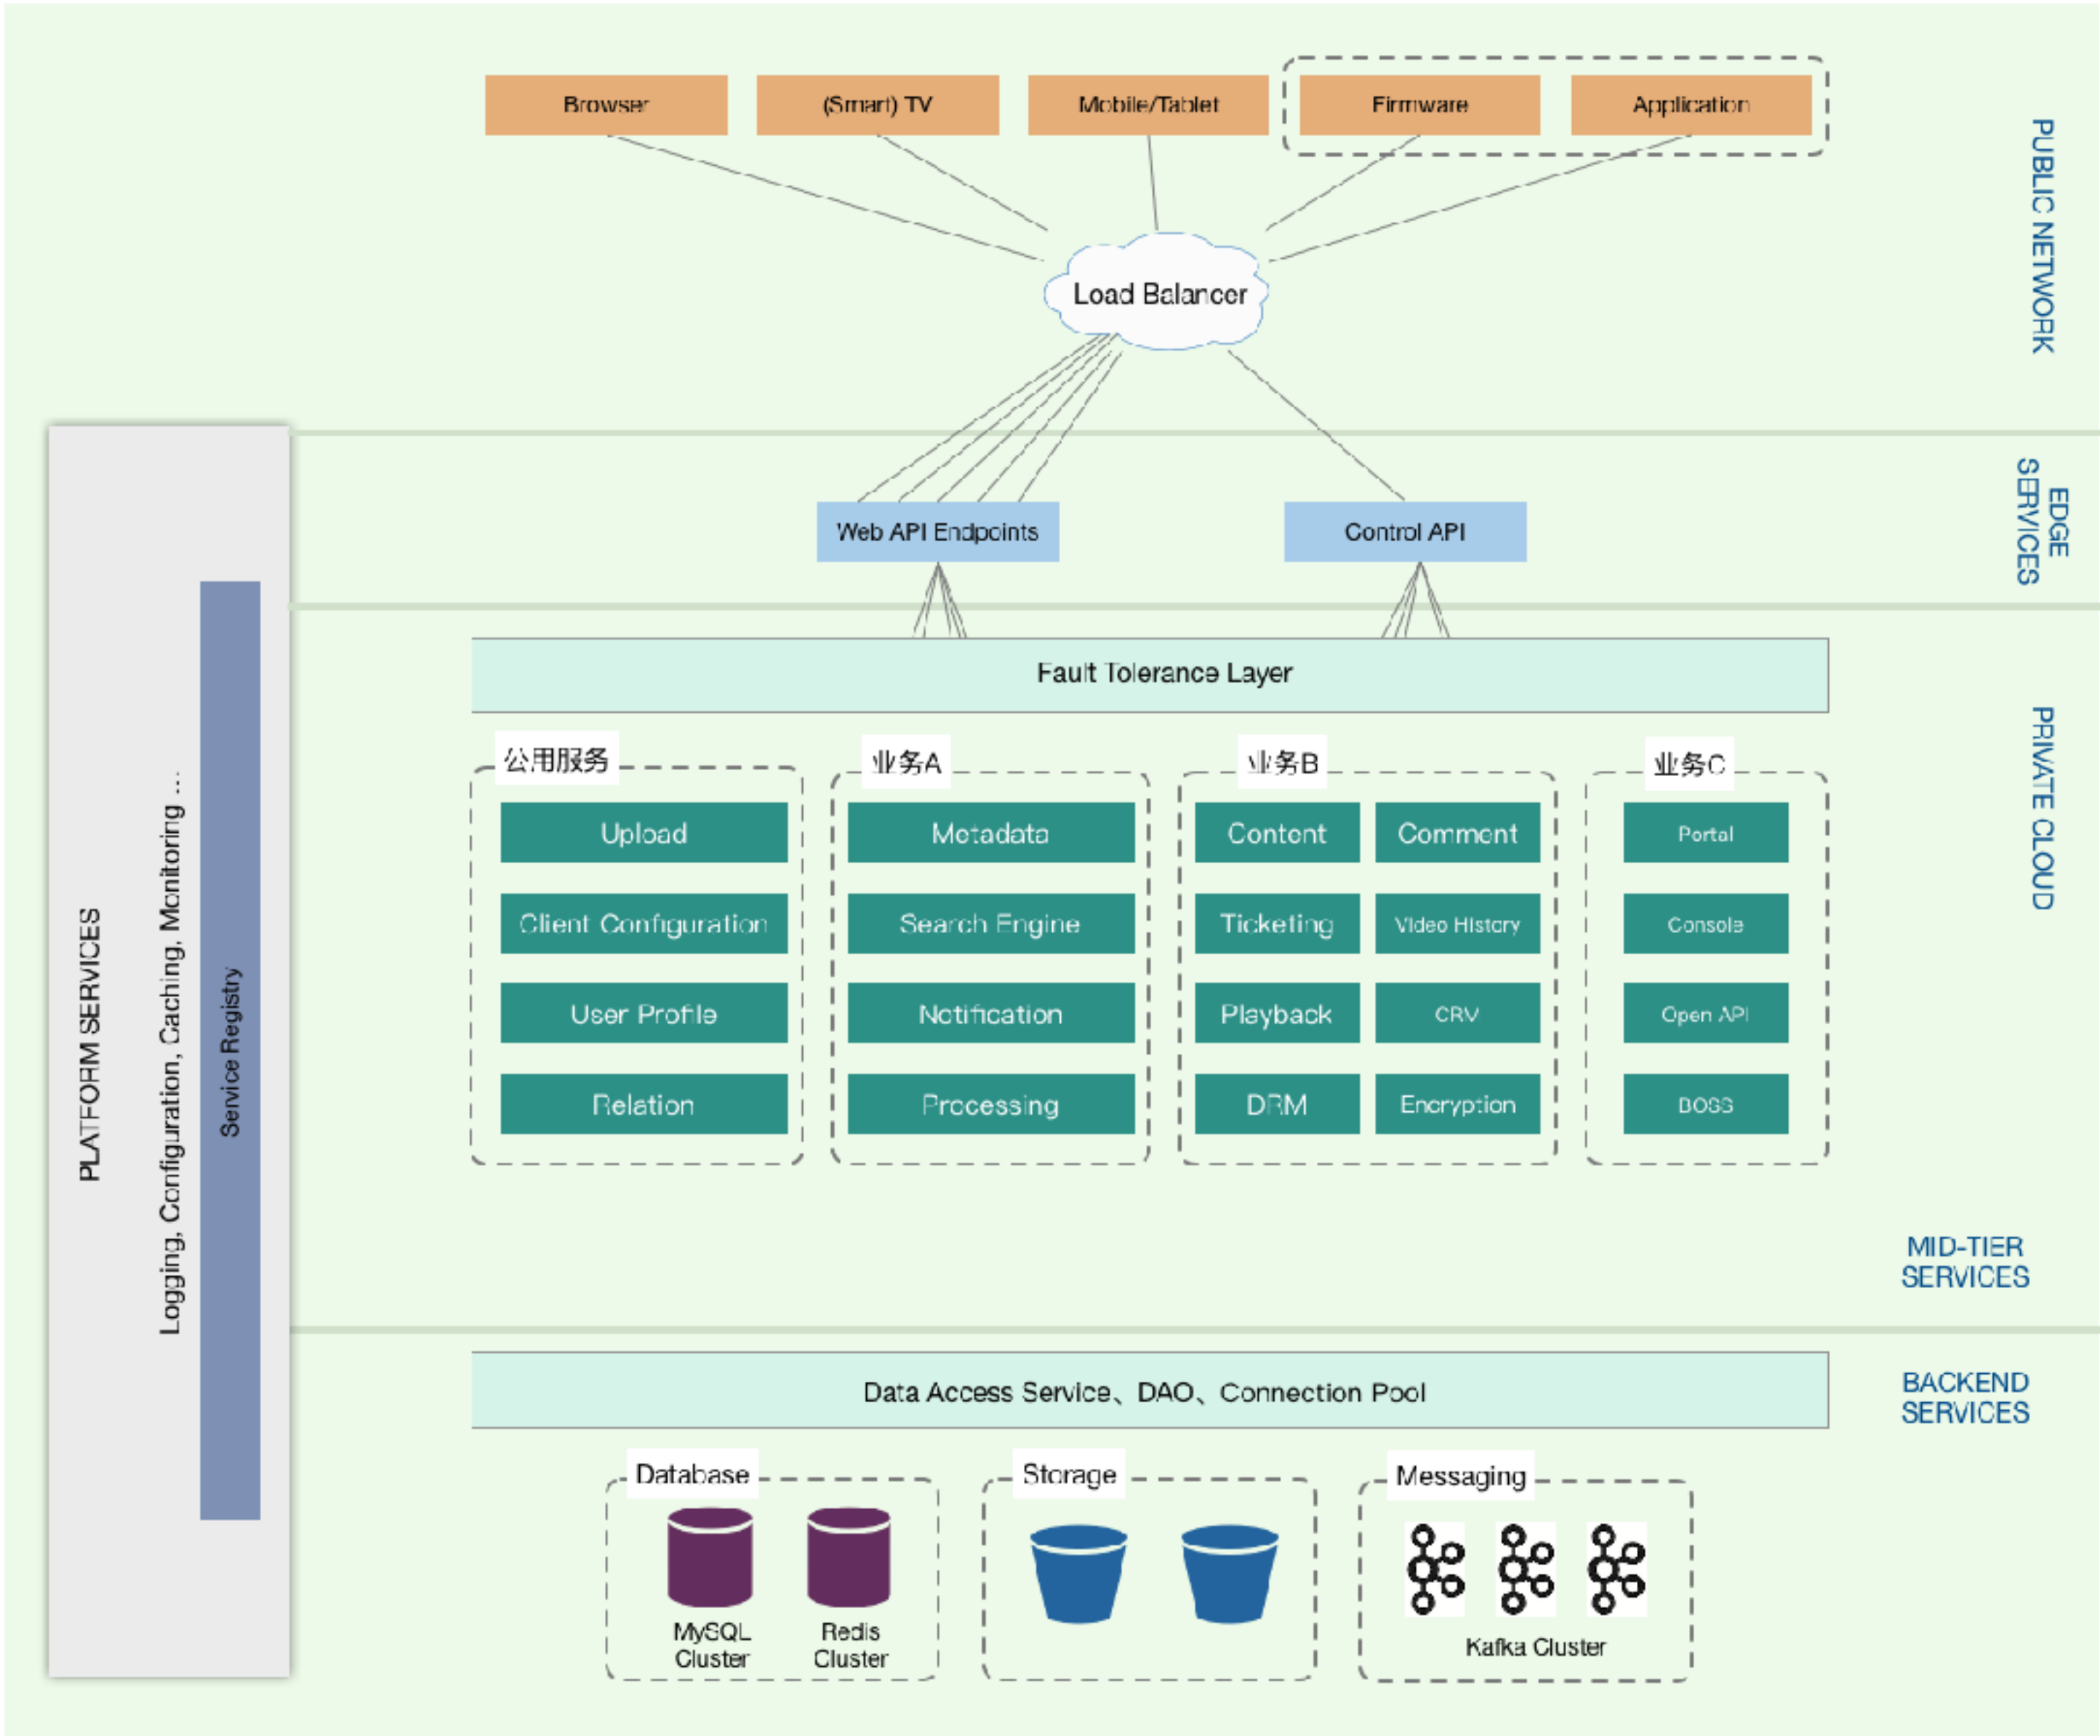 Browser
(Smart) TV
Mobile/Tablet
Firmware
Application
PUBLIC NETWORK
Load Balancer
EDGE
SERVICES
Web API Endpoints
Control API
Fault Tolerance Layer
PRIVATE CLOUD
公用服务
Upload
Client Configuration
User Profile
Relation
业务A
Metadata
Search Engine
Notification
Processing
业务B
Content
Comment
Ticketing
Video History
Playback
CRM
DRM
Encryption
业务C
Portal
Console
Open API
BOSS
MID-TIER
SERVICES
PLATFORM SERVICES
Logging, Configuration, Caching, Monitoring ...
Service Registry
Data Access Service、DAO、Connection Pool
BACKEND
SERVICES
Database
MySQL
Cluster
Redis
Cluster
Storage
Messaging
Kafka Cluster